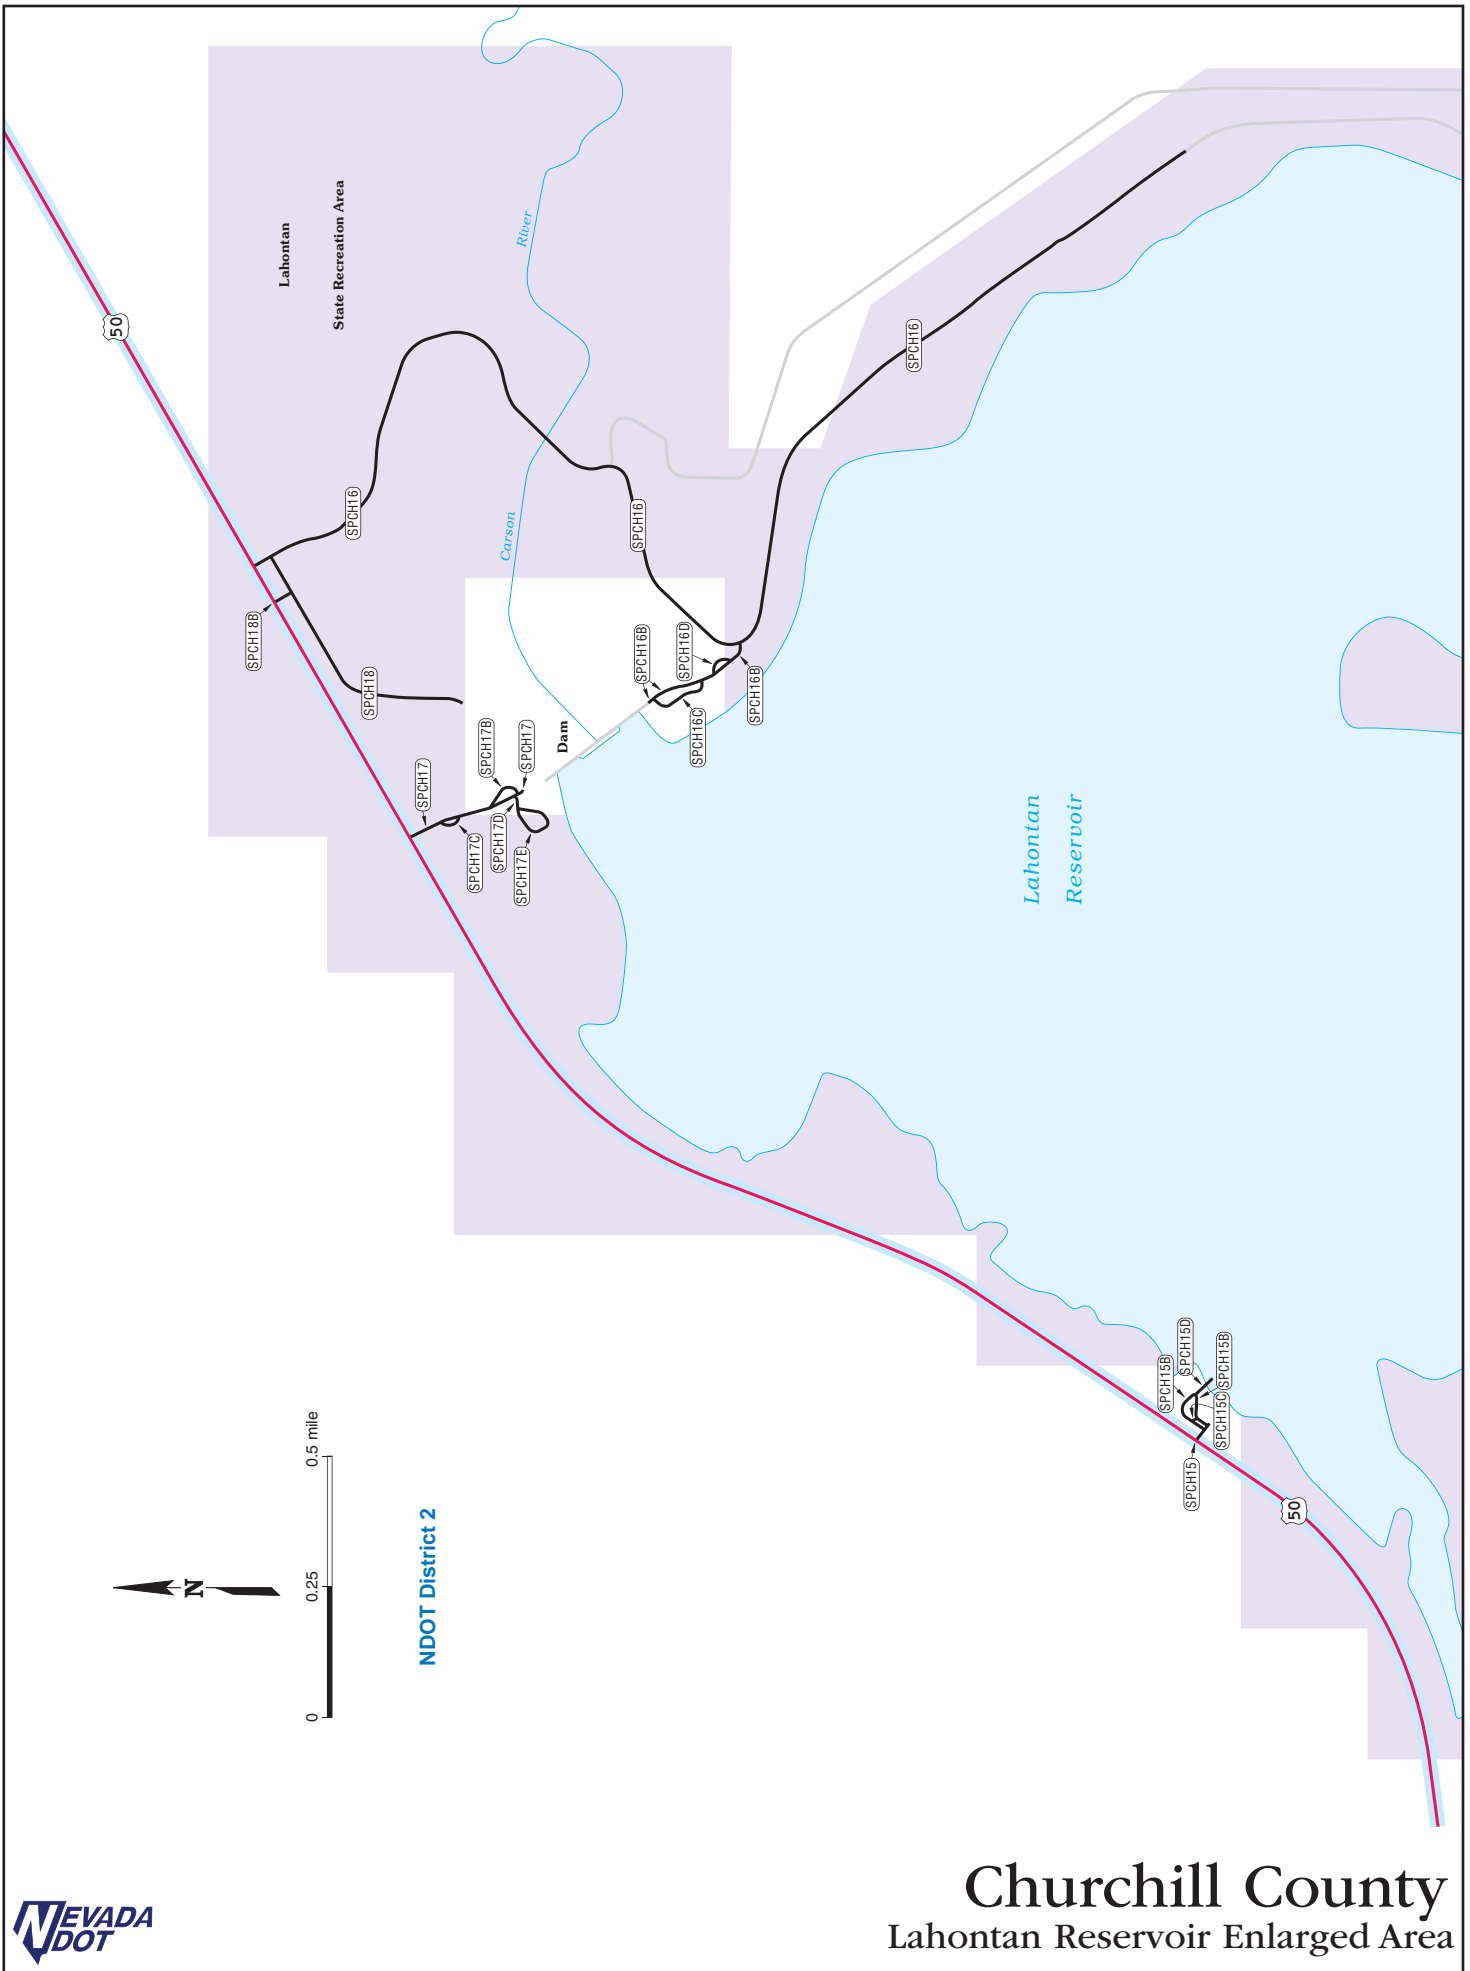 50
Lahontan
State Recreation Area
River
SPCH16
SPCH16
SPCH16
Carson
SPCH18B
SPCH18
SPCH16B
SPCH16D
SPCH16B
SPCH16C
Dam
SPCH17B
SPCH17
SPCH17
SPCH17C
SPCH17D
SPCH17E
Lahontan
Reservoir
SPCH15B
SPCH15D
SPCH15B
SPCH15C
SPCH15
50
0 0.25 0.5 mile
N
NDOT District 2
NEVADA
DOT
Churchill County
Lahontan Reservoir Enlarged Area